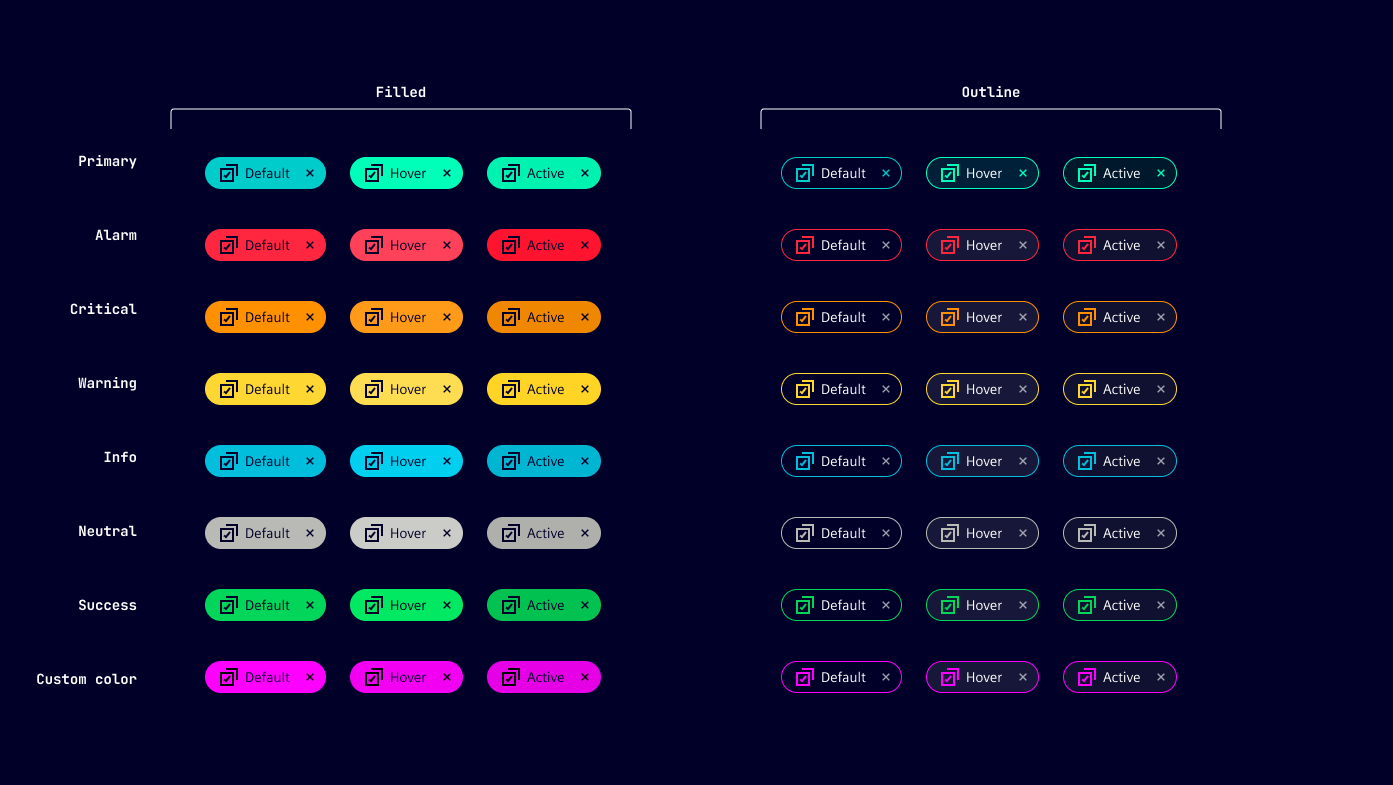 Filled Outline
Primary Default Hover Active Default Hover Active
Alarm Default Hover Active Default Hover Active
Critical Default Hover Active Default Hover Active
Warning Default Hover Active Default Hover Active
Info Default Hover Active Default Hover Active
Neutral Default Hover Active Default Hover Active
Success Default Hover Active Default Hover Active
Custom color Default Hover Active Default Hover Active